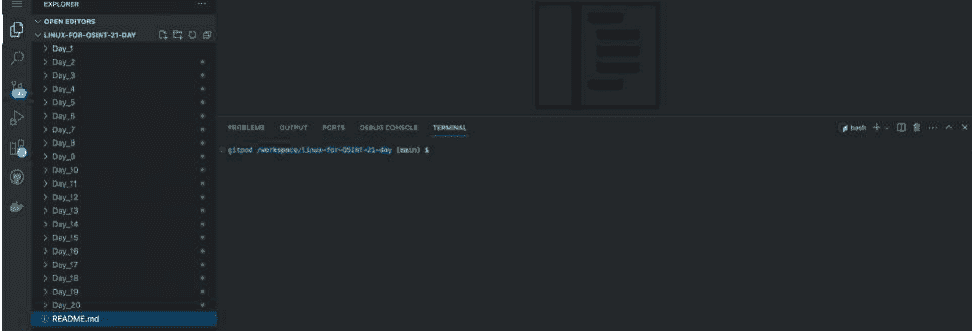 EXPLORER
OPEN EDITORS
LINUX-FOR-OSINT-21-DAY
Day_1
Day_2
Day_3
Day_4
Day_5
Day_6
Day_7
Day_8
Day_9
Day_10
Day_11
Day_12
Day_13
Day_14
Day_15
Day_16
Day_17
Day_18
Day_19
Day_20
README.md
PROBLEMS OUTPUT PORTS DEBUG CONSOLE TERMINAL
bash
gitpod /workspace/Linux-for-OSINT-21-day (main) $